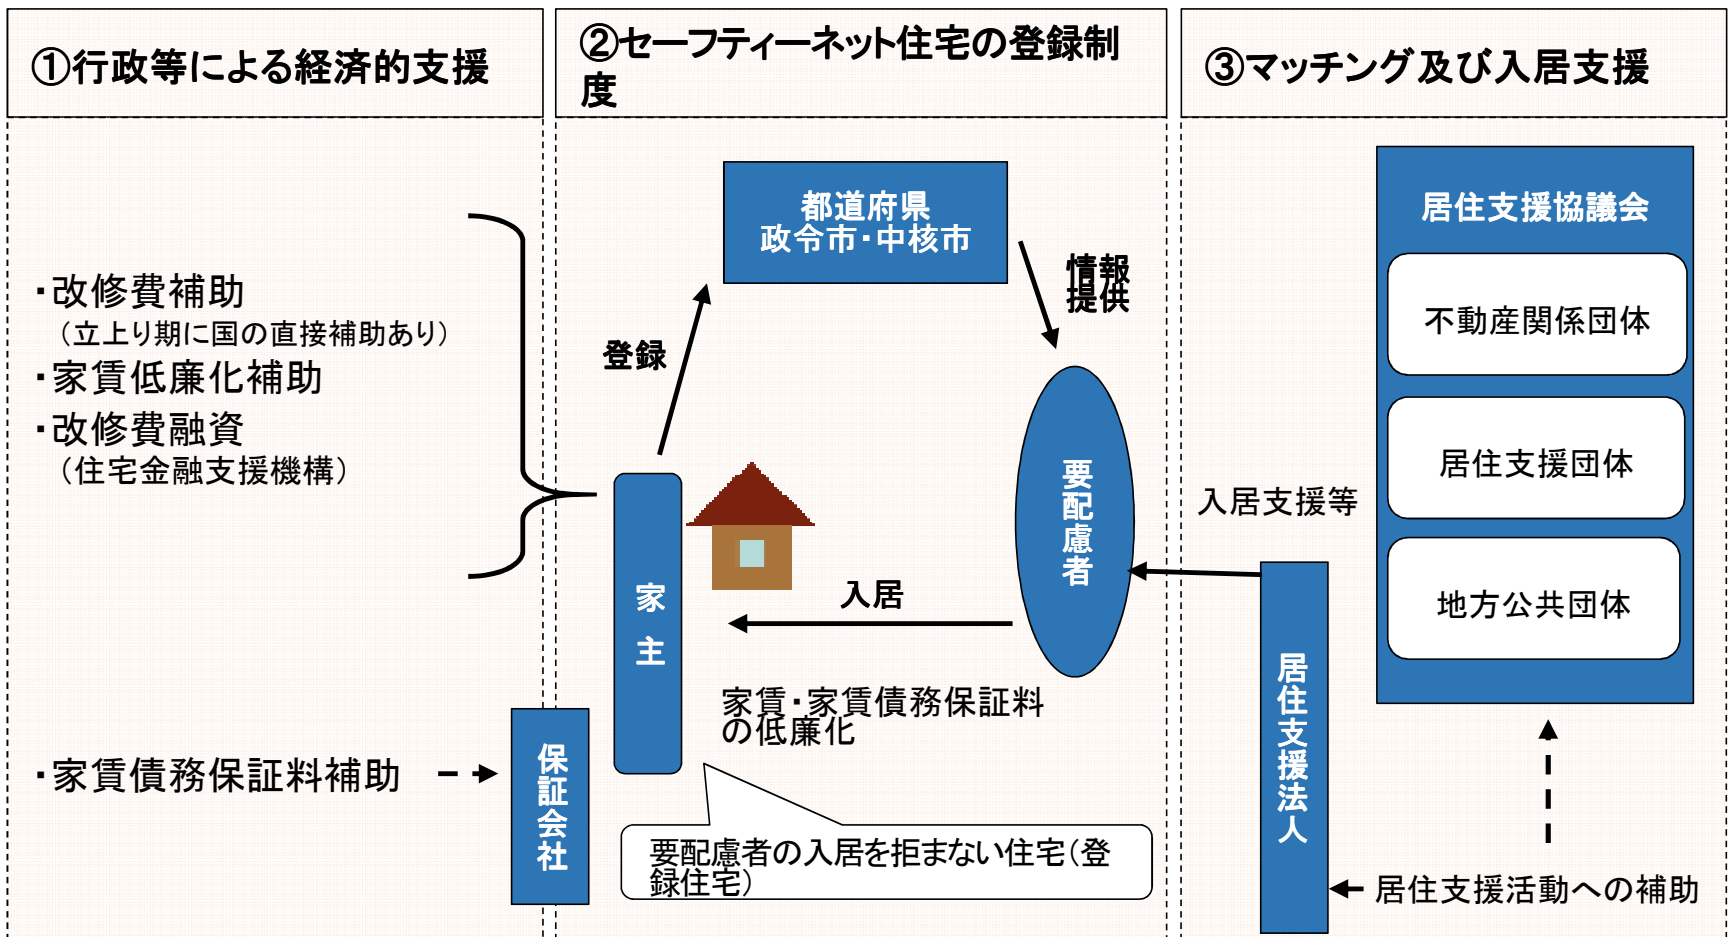 ①行政等による経済的支援
・改修費補助
（立上り期に国の直接補助あり）
・家賃低廉化補助
・改修費融資
（住宅金融支援機構）
・家賃債務保証料補助
保証会社
②セーフティーネット住宅の登録制
度
都道府県
政令市・中核市
登録
情報
提供
家主
要配慮者
入居
家賃・家賃債務保証料
の低廉化
要配慮者の入居を拒まない住宅（登
録住宅）
③マッチング及び入居支援
居住支援協議会
不動産関係団体
居住支援団体
地方公共団体
入居支援等
居住支援法人
居住支援活動への補助